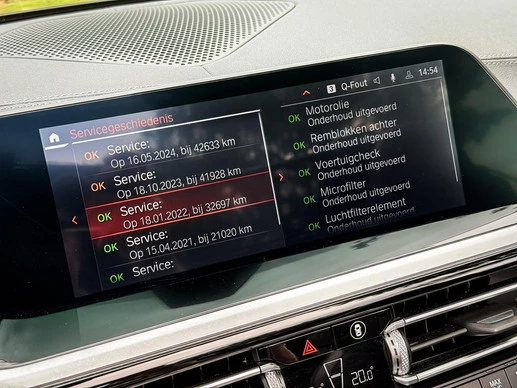 3 Q-Fout 14:54
Servicegeschiedenis
OK Service:
Op 16.05.2024, bij 42633 km
OK Service:
Op 18.10.2023, bij 41928 km
OK Service:
Op 18.01.2022, bij 32697 km
OK Service:
Op 15.04.2021, bij 21020 km
OK Service:
OK Motorolie
Onderhoud uitgevoerd
OK Remblokken achter
Onderhoud uitgevoerd
OK Voertuigcheck
Onderhoud uitgevoerd
OK Microfilter
Onderhoud uitgevoerd
OK Luchtfilterelement
Onderhoud uitgevoerd
20.0°
MAX